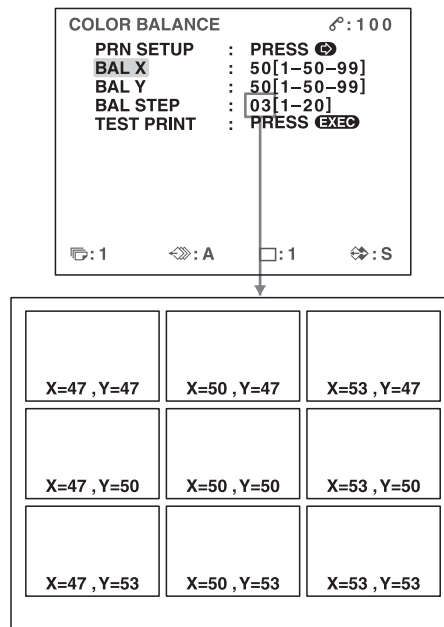 COLOR BALANCE :100
PRN SETUP : PRESS
BAL X : 50[1–50–99]
BAL Y : 50[1–50–99]
BAL STEP : 03[1–20]
TEST PRINT : PRESS EXEC
:1 :A :1 :S
X=47 , Y=47 X=50 , Y=47 X=53 , Y=47
X=47 , Y=50 X=50 , Y=50 X=53 , Y=50
X=47 , Y=53 X=50 , Y=53 X=53 , Y=53